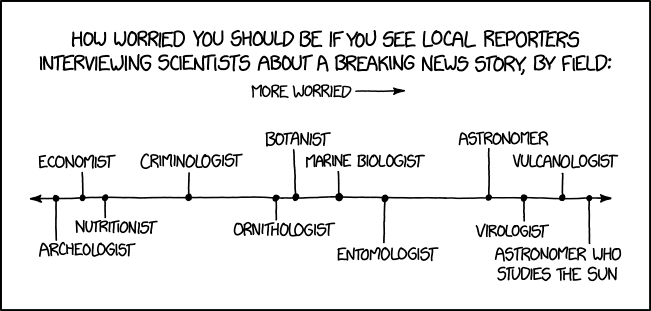 HOW WORRIED YOU SHOULD BE IF YOU SEE LOCAL REPORTERS
INTERVIEWING SCIENTISTS ABOUT A BREAKING NEWS STORY, BY FIELD:
MORE WORRIED
ARCHEOLOGIST
ECONOMIST
NUTRITIONIST
CRIMINOLOGIST
ORNITHOLOGIST
BOTANIST
MARINE BIOLOGIST
ENTOMOLOGIST
ASTRONOMER
VIROLOGIST
VULCANOLOGIST
ASTRONOMER WHO
STUDIES THE SUN